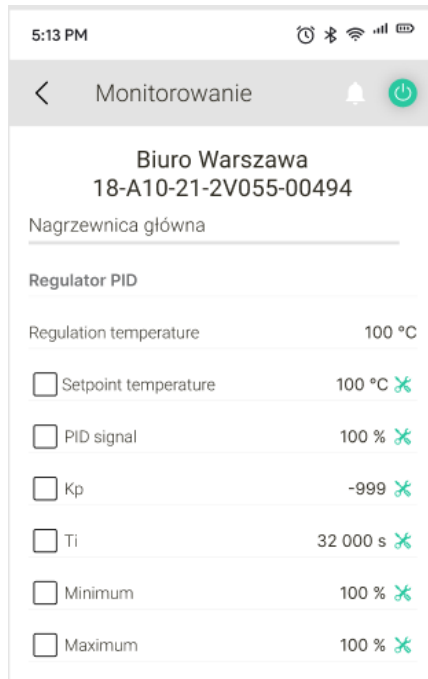 5:13 PM
Monitorowanie
Biuro Warszawa
18-A10-21-2V055-00494
Nagrzewnica główna
Regulator PID
Regulation temperature 100 °C
Setpoint temperature 100 °C
PID signal 100 %
Kp -999
Ti 32 000 s
Minimum 100 %
Maximum 100 %